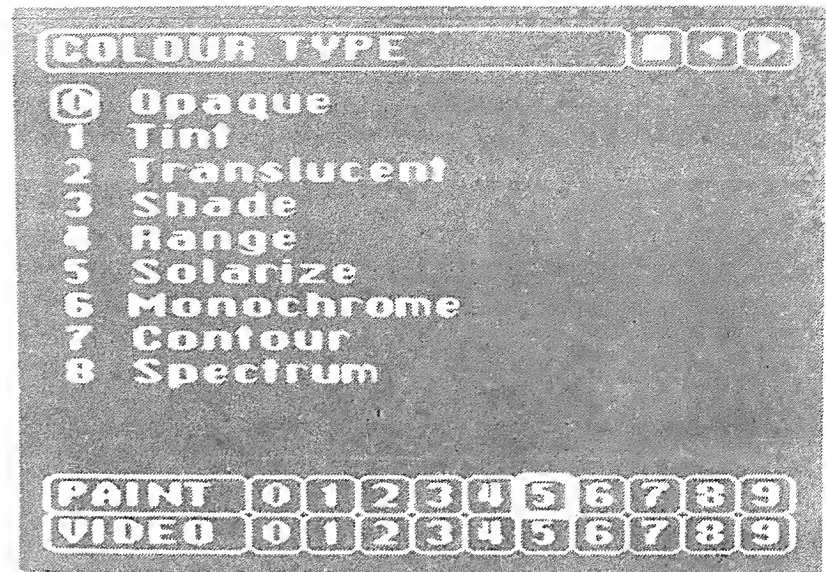 COLOUR TYPE
0 Opaque
1 Tint
2 Translucent
3 Shade
4 Range
5 Solarize
6 Monochrome
7 Contour
8 Spectrum
PAINT 0 1 2 3 4 5 6 7 8 9
VIDEO 0 1 2 3 4 5 6 7 8 9